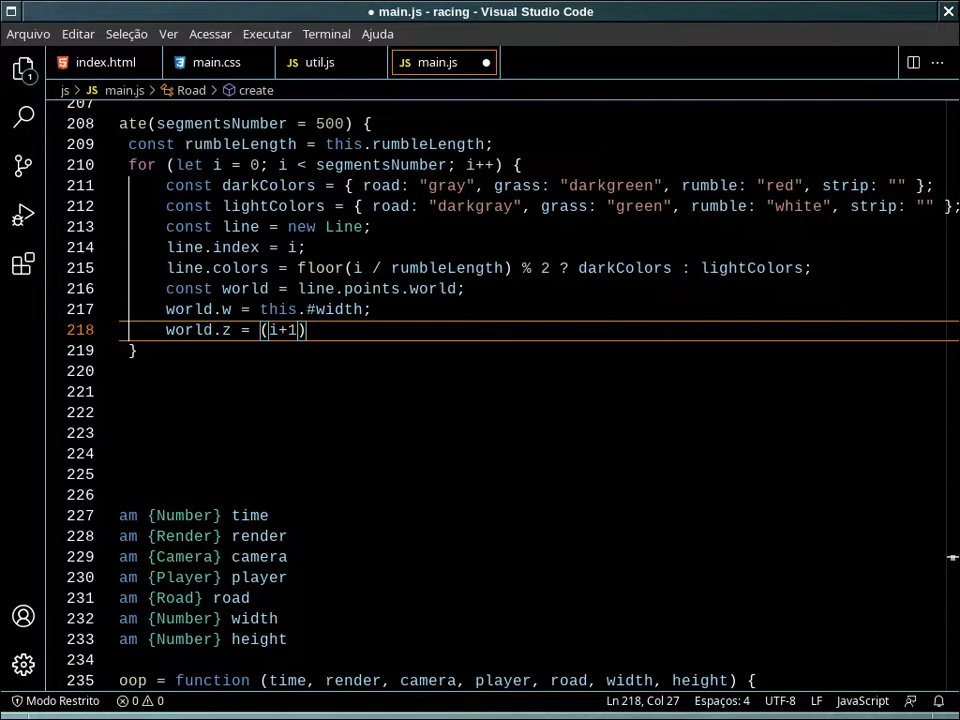 ● main.js - racing - Visual Studio Code
Arquivo Editar Seleção Ver Acessar Executar Terminal Ajuda
index.html main.css JS util.js JS main.js ●
js > JS main.js > Road > create
207
208 ate(segmentsNumber = 500) {
209 const rumbleLength = this.rumbleLength;
210 for (let i = 0; i < segmentsNumber; i++) {
211 const darkColors = { road: "gray", grass: "darkgreen", rumble: "red", strip: "" };
212 const lightColors = { road: "darkgray", grass: "green", rumble: "white", strip: "" };
213 const line = new Line;
214 line.index = i;
215 line.colors = floor(i / rumbleLength) % 2 ? darkColors : lightColors;
216 const world = line.points.world;
217 world.w = this.#width;
218 world.z = (i+1)
219 }
220
221
222
223
224
225
226
227 am {Number} time
228 am {Render} render
229 am {Camera} camera
230 am {Player} player
231 am {Road} road
232 am {Number} width
233 am {Number} height
234
235 oop = function (time, render, camera, player, road, width, height) {
1
Modo Restrito 0 0 Ln 218, Col 27 Espaços: 4 UTF-8 LF JavaScript